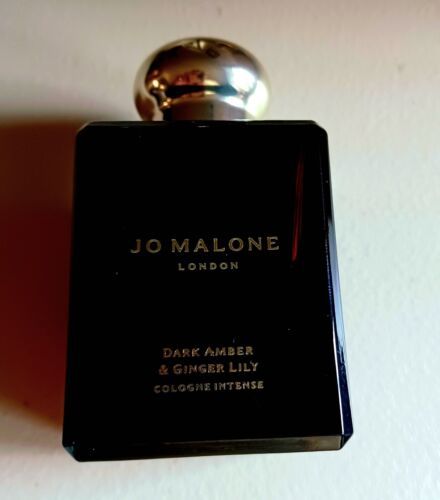 JO MALONE
LONDON
DARK AMBER
& GINGER LILY
COLOGNE INTENSE